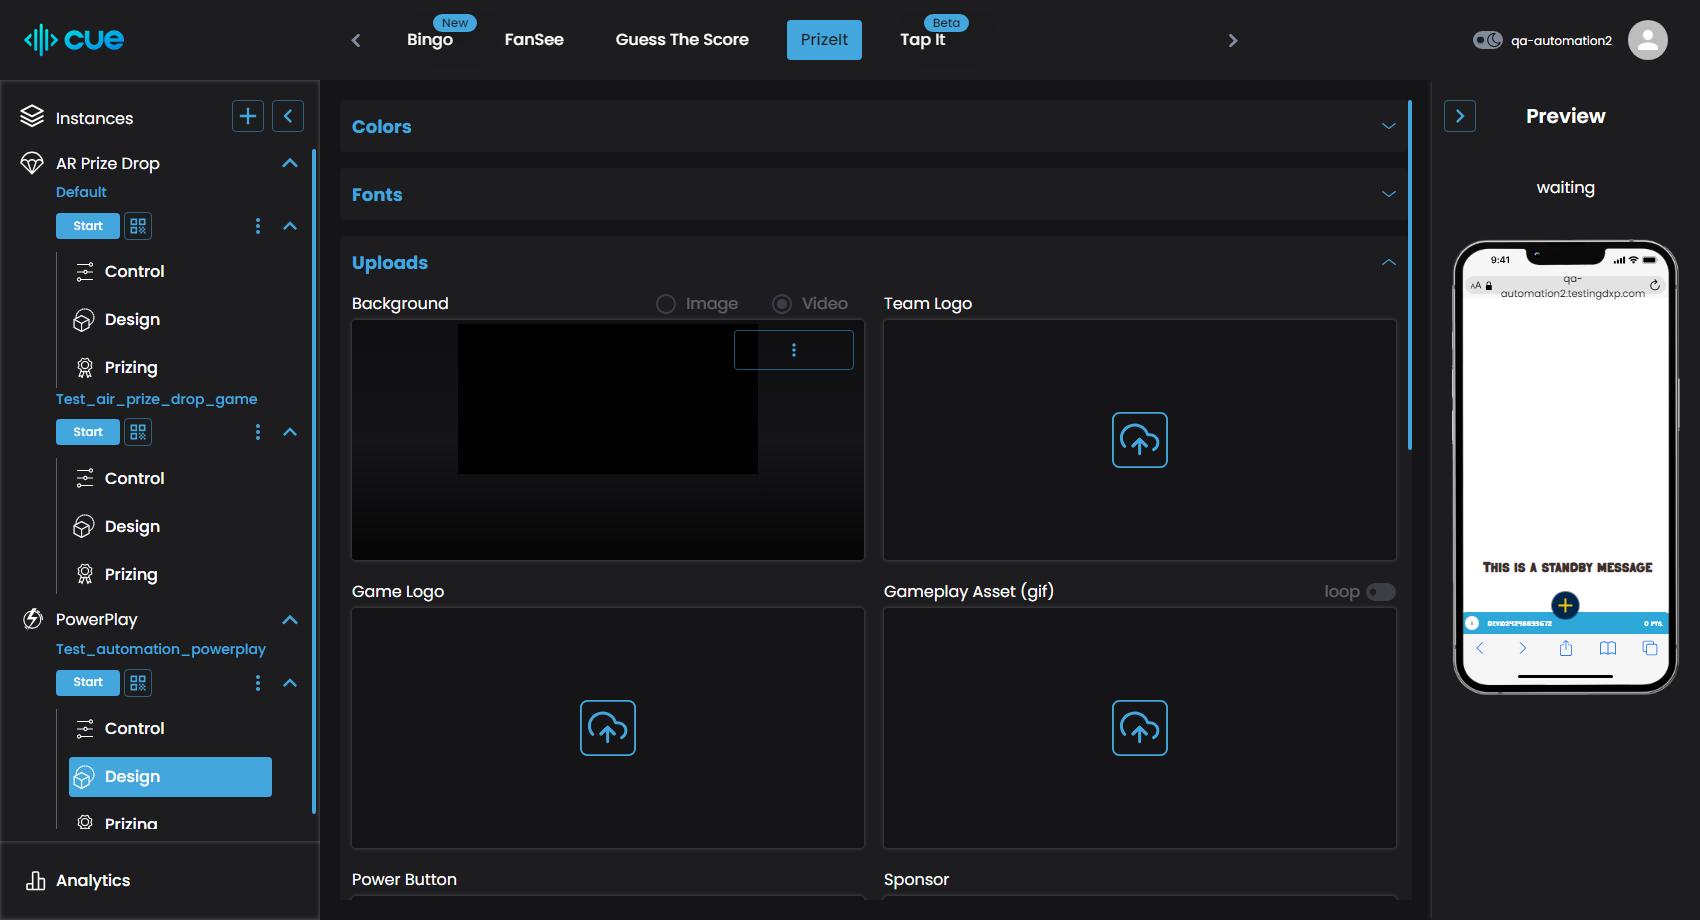 cue
Bingo
New
FanSee
Guess The Score
PrizeIt
Tap It
Beta
qa-automation2
Instances
AR Prize Drop
Default
Start
Control
Design
Prizing
Test_air_prize_drop_game
Start
Control
Design
Prizing
PowerPlay
Test_automation_powerplay
Start
Control
Design
Prizing
Analytics
Colors
Fonts
Uploads
Background
Image
Video
Team Logo
Game Logo
Gameplay Asset (gif)
loop
Power Button
Sponsor
Preview
waiting
9:41
AA
qa-
automation2.testingdxp.com
THIS IS A STANDBY MESSAGE
0 PTS.